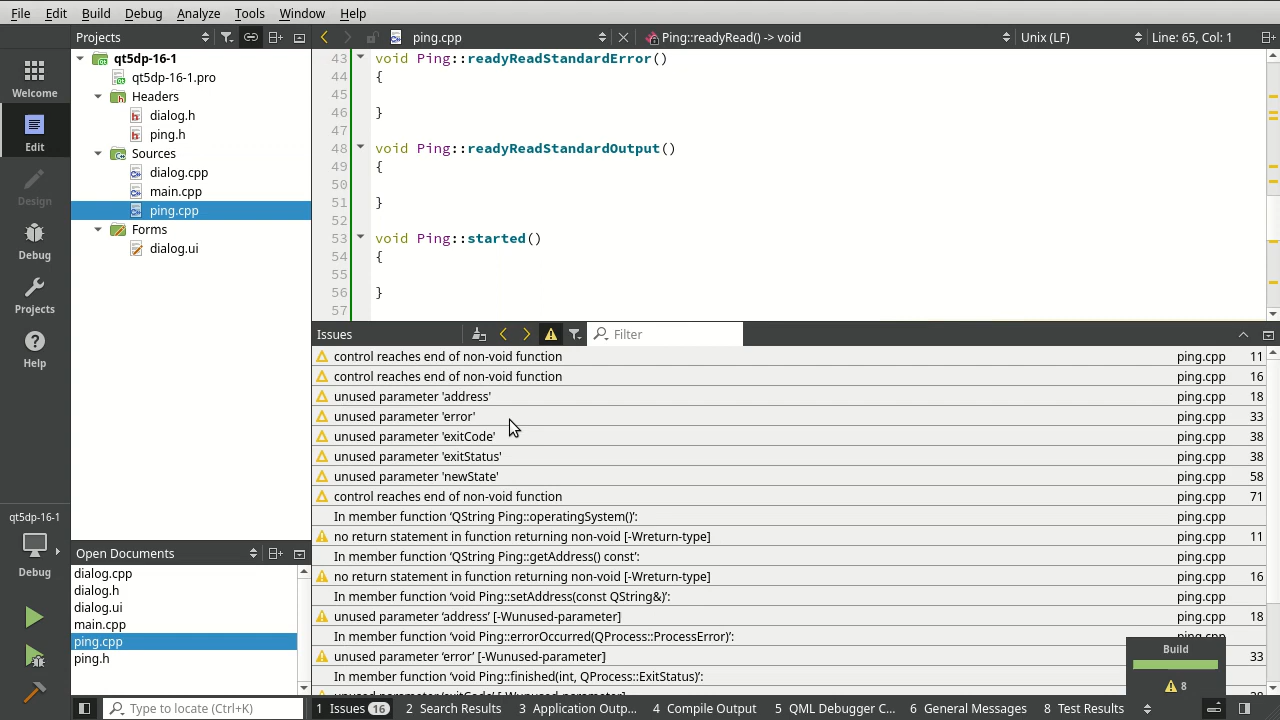 File Edit Build Debug Analyze Tools Window Help
Projects
ping.cpp
Ping::readyRead() -> void
Unix (LF)
Line: 65, Col: 1
Welcome
Edit
Design
Debug
Projects
Help
qt5dp-16-1
Debug
qt5dp-16-1
qt5dp-16-1.pro
Headers
dialog.h
ping.h
Sources
dialog.cpp
main.cpp
ping.cpp
Forms
dialog.ui
Open Documents
dialog.cpp
dialog.h
dialog.ui
main.cpp
ping.cpp
ping.h
43 void Ping::readyReadStandardError()
44 {
45
46 }
47
48 void Ping::readyReadStandardOutput()
49 {
50
51 }
52
53 void Ping::started()
54 {
55
56 }
57
Issues Filter
control reaches end of non-void function ping.cpp 11
control reaches end of non-void function ping.cpp 16
unused parameter 'address' ping.cpp 18
unused parameter 'error' ping.cpp 33
unused parameter 'exitCode' ping.cpp 38
unused parameter 'exitStatus' ping.cpp 38
unused parameter 'newState' ping.cpp 58
control reaches end of non-void function ping.cpp 71
In member function ‘QString Ping::operatingSystem()’: ping.cpp
no return statement in function returning non-void [-Wreturn-type] ping.cpp 11
In member function ‘QString Ping::getAddress() const’: ping.cpp
no return statement in function returning non-void [-Wreturn-type] ping.cpp 16
In member function ‘void Ping::setAddress(const QString&)’: ping.cpp
unused parameter ‘address’ [-Wunused-parameter] ping.cpp 18
In member function ‘void Ping::errorOccurred(QProcess::ProcessError)’: ping.cpp
unused parameter ‘error’ [-Wunused-parameter] 33
In member function ‘void Ping::finished(int, QProcess::ExitStatus)’:
unused parameter ‘exitCode’ [-Wunused-parameter]
Build
8
Type to locate (Ctrl+K)
1 Issues 16 2 Search Results 3 Application Outp... 4 Compile Output 5 QML Debugger C... 6 General Messages 8 Test Results